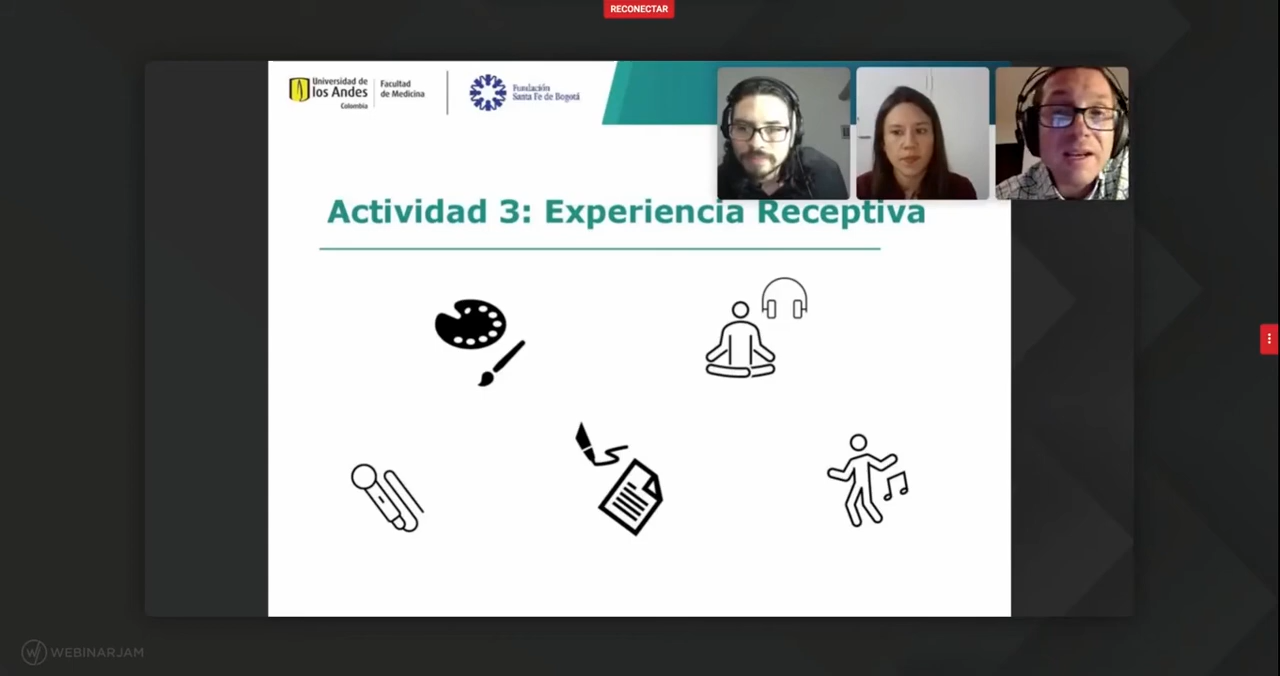 RECONECTAR
Universidad de
los Andes
Colombia
Facultad
de Medicina
Fundación
Santa Fe de Bogotá
Actividad 3: Experiencia Receptiva
WEBINARJAM